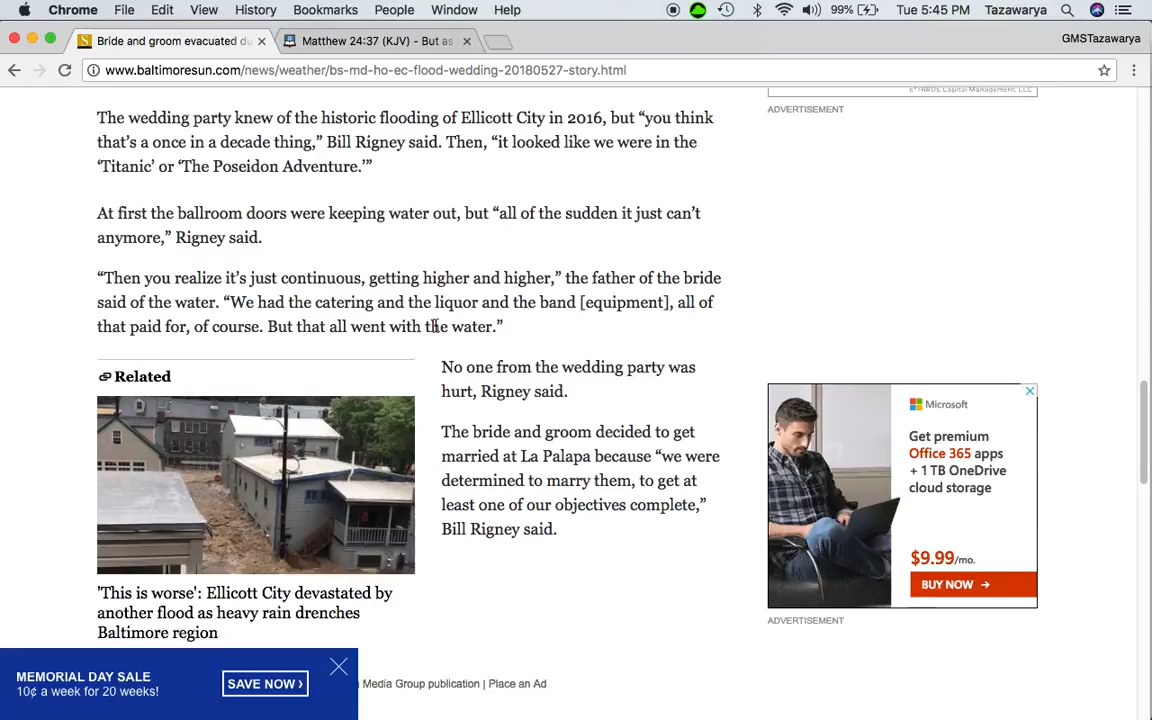 Chrome File Edit View History Bookmarks People Window Help 99% Tue 5:45 PM Tazawarya
Bride and groom evacuated du
Matthew 24:37 (KJV) - But as
GMSTazawarya
www.baltimoresun.com/news/weather/bs-md-ho-ec-flood-wedding-20180527-story.html
E*TRADE Capital Management, LLC
ADVERTISEMENT
The wedding party knew of the historic flooding of Ellicott City in 2016, but “you think
that’s a once in a decade thing,” Bill Rigney said. Then, “it looked like we were in the
‘Titanic’ or ‘The Poseidon Adventure.’”
At first the ballroom doors were keeping water out, but “all of the sudden it just can’t
anymore,” Rigney said.
“Then you realize it’s just continuous, getting higher and higher,” the father of the bride
said of the water. “We had the catering and the liquor and the band [equipment], all of
that paid for, of course. But that all went with the water.”
Related
'This is worse': Ellicott City devastated by
another flood as heavy rain drenches
Baltimore region
No one from the wedding party was
hurt, Rigney said.
The bride and groom decided to get
married at La Palapa because “we were
determined to marry them, to get at
least one of our objectives complete,”
Bill Rigney said.
Microsoft
Get premium
Office 365 apps
+ 1 TB OneDrive
cloud storage
$9.99/mo.
BUY NOW →
ADVERTISEMENT
MEMORIAL DAY SALE
10¢ a week for 20 weeks!
SAVE NOW ›
Media Group publication | Place an Ad